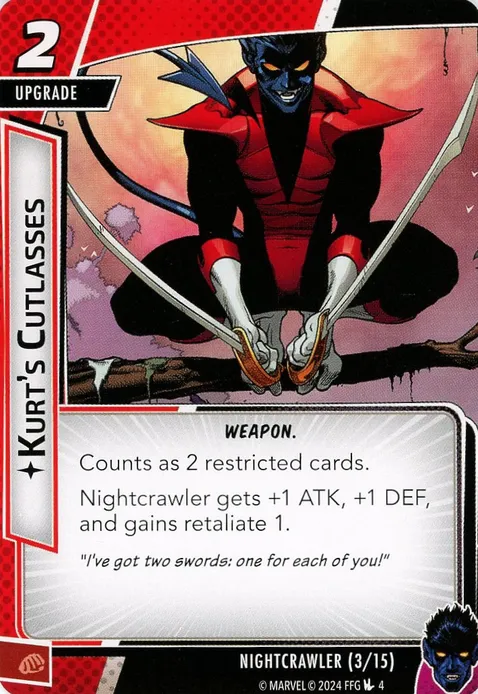 2
UPGRADE
KURT'S CUTLASSES
WEAPON.
Counts as 2 restricted cards.
Nightcrawler gets +1 ATK, +1 DEF,
and gains retaliate 1.
"I've got two swords: one for each of you!"
NIGHTCRAWLER (3/15)
© MARVEL © 2024 FFG 4